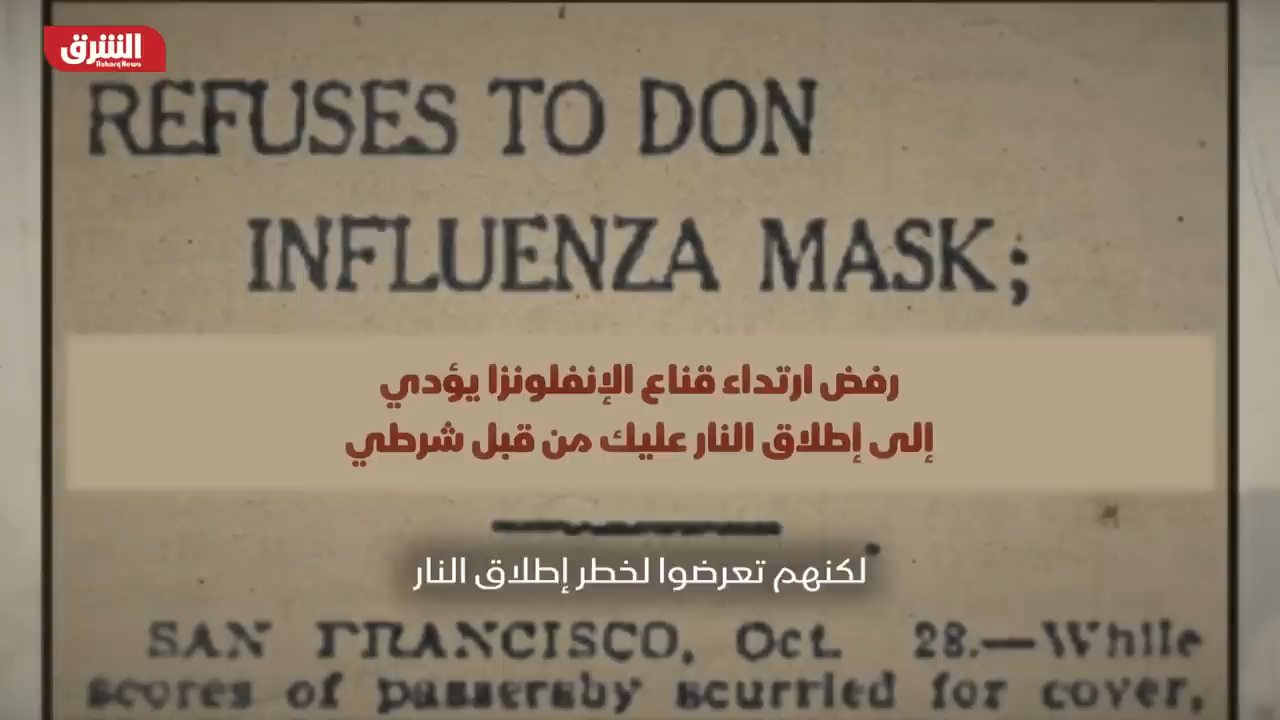 الشرق
Asharq News
REFUSES TO DON
INFLUENZA MASK;
رفض ارتداء قناع الإنفلونزا يؤدي
إلى إطلاق النار عليك من قبل شرطي
لكنهم تعرضوا لخطر إطلاق النار
SAN FRANCISCO, Oct. 28.—While
scores of passersby scurried for cover,